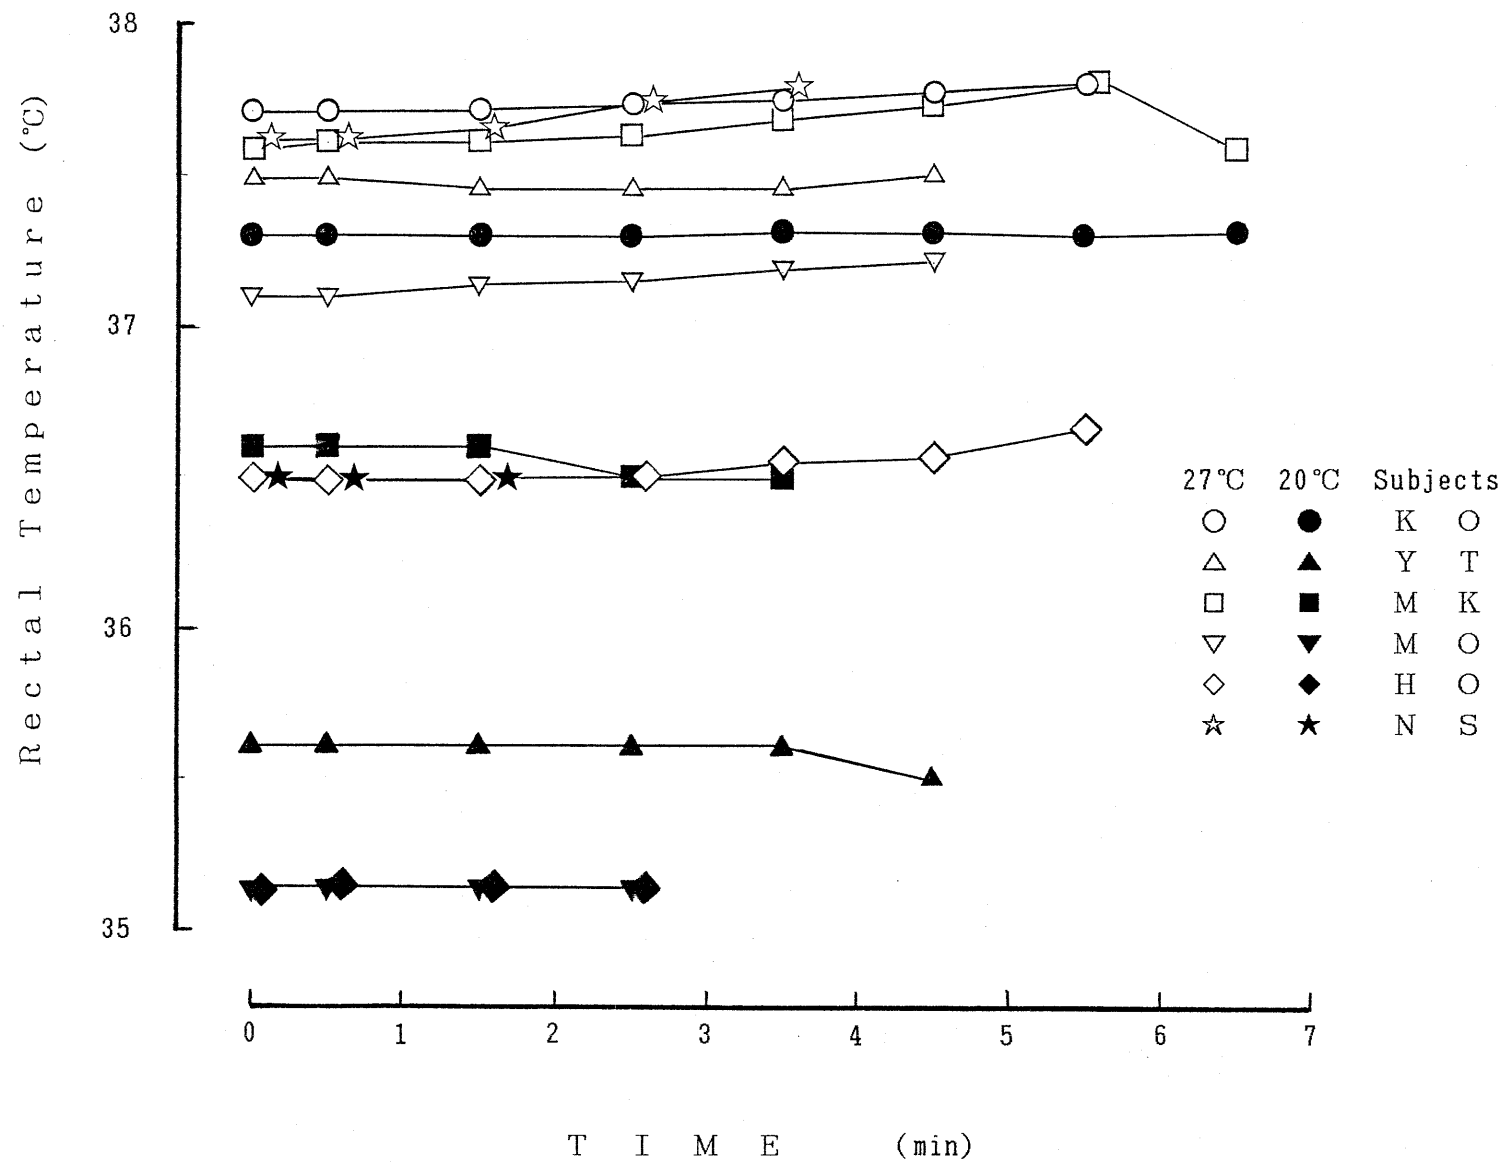 Rectal Temperature (℃)
38
37
36
35
27℃ 20℃ Subjects
K O
Y T
M K
M O
H O
N S
0 1 2 3 4 5 6 7
TIME (min)